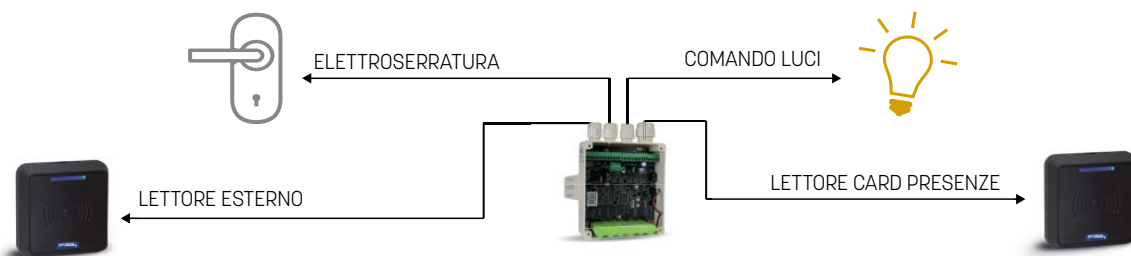 ELETTROSERRATURA
COMANDO LUCI
LETTORE ESTERNO
LETTORE CARD PRESENZE